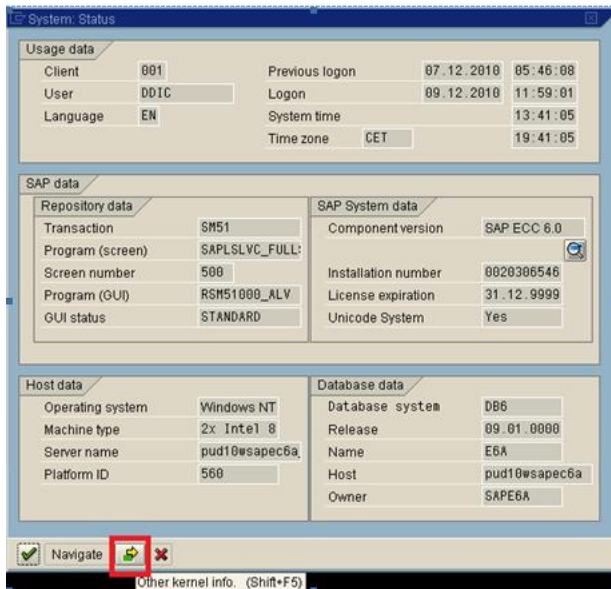 System: Status
Usage data
Client 001 Previous logon 07.12.2010 05:46:08
User DDIC Logon 09.12.2010 11:59:01
Language EN System time 13:41:05
Time zone CET 19:41:05
SAP data
Repository data SAP System data
Transaction SM51 Component version SAP ECC 6.0
Program (screen) SAPLSLVC_FULLS
Screen number 500 Installation number 0020306546
Program (GUI) RSM51000_ALV License expiration 31.12.9999
GUI status STANDARD Unicode System Yes
Host data Database data
Operating system Windows NT Database system DB6
Machine type 2x Intel 8 Release 09.01.0000
Server name pud10wsapec6a_ Name E6A
Platform ID 560 Host pud10wsapec6a
Owner SAPE6A
Navigate
Other kernel info. (Shift+F5)